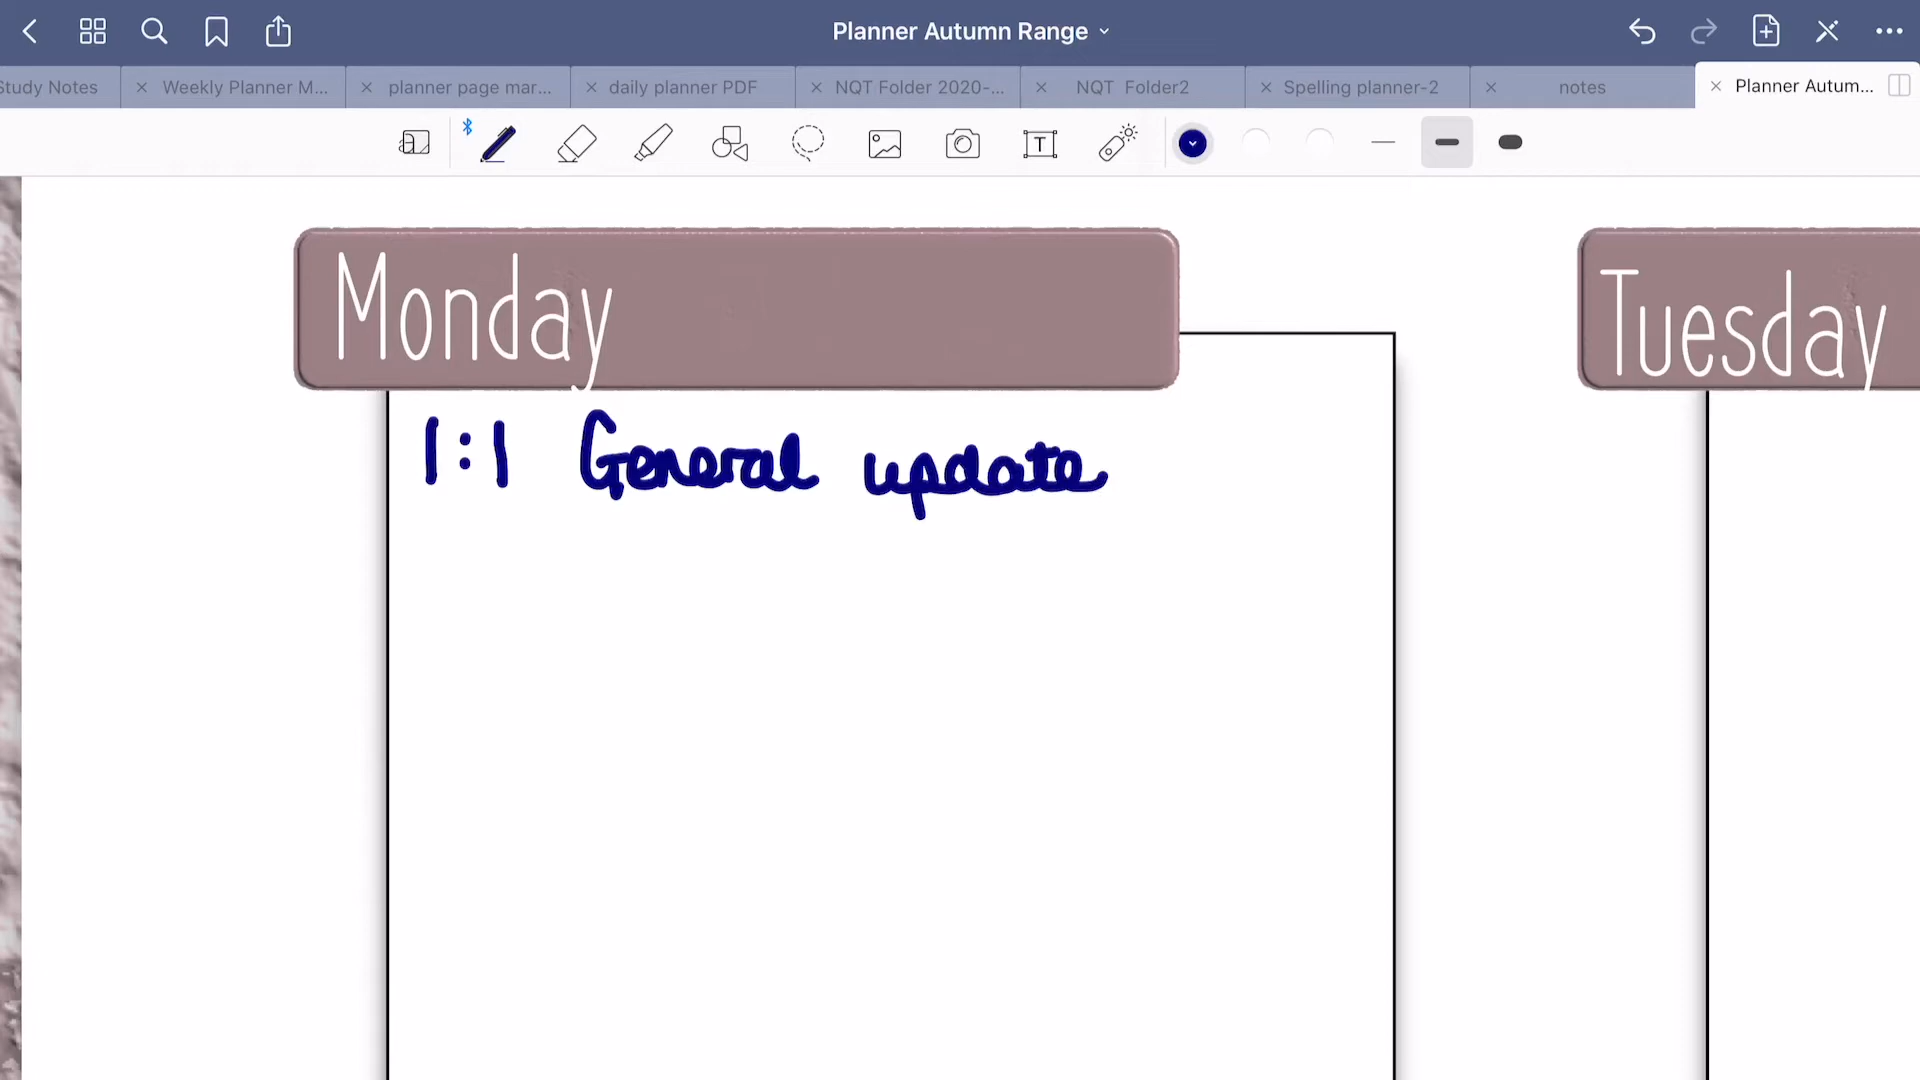 Planner Autumn Range
Study Notes
Weekly Planner M...
planner page mar...
daily planner PDF
NQT Folder 2020-...
NQT Folder2
Spelling planner-2
notes
Planner Autum...
Monday
Tuesday
1:1 General update